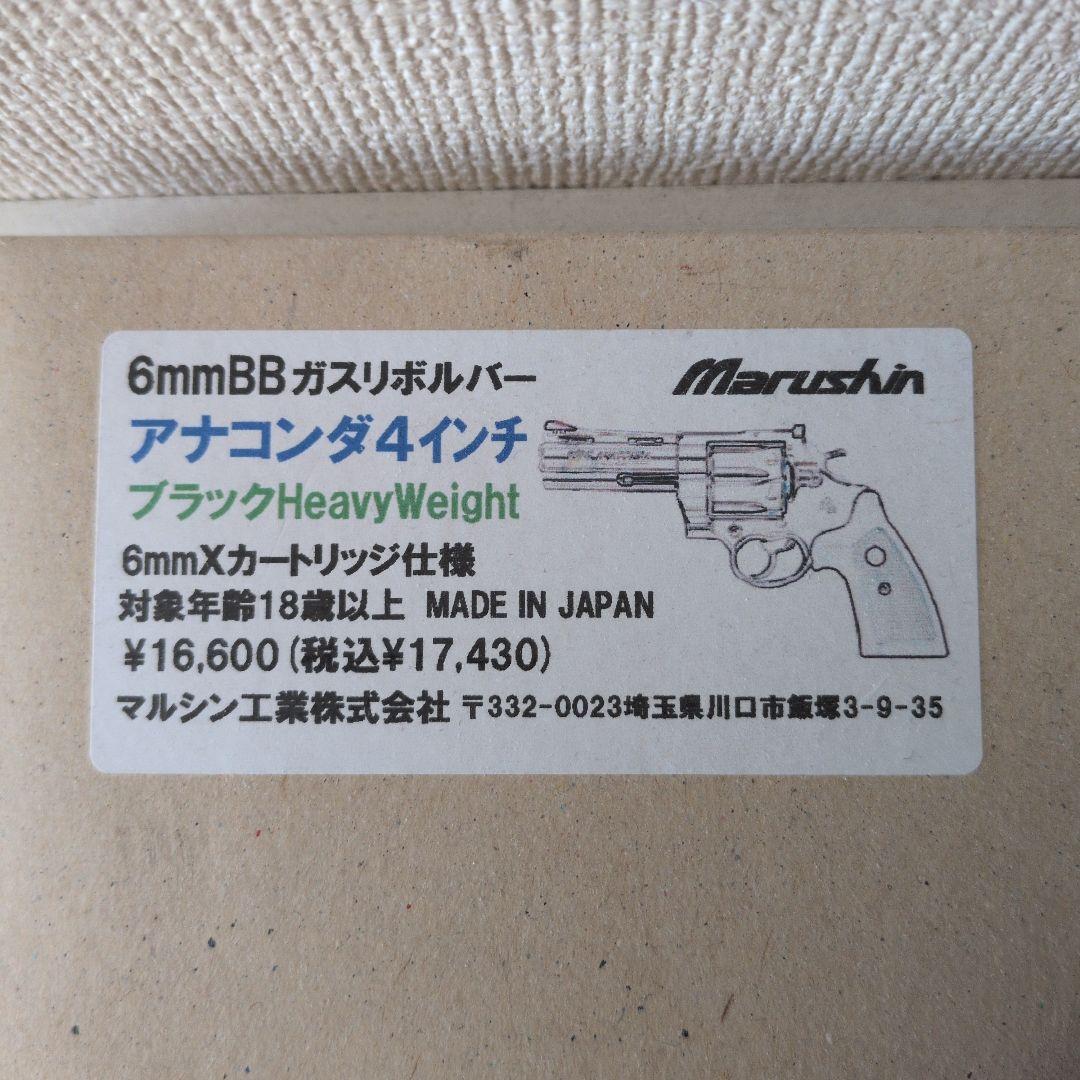 6mmBBガスリボルバー
Marushin
アナコンダ4インチ
ブラックHeavyWeight
6mmXカートリッジ仕様
対象年齢18歳以上 MADE IN JAPAN
¥16,600(税込¥17,430)
マルシン工業株式会社 〒332-0023埼玉県川口市飯塚3-9-35